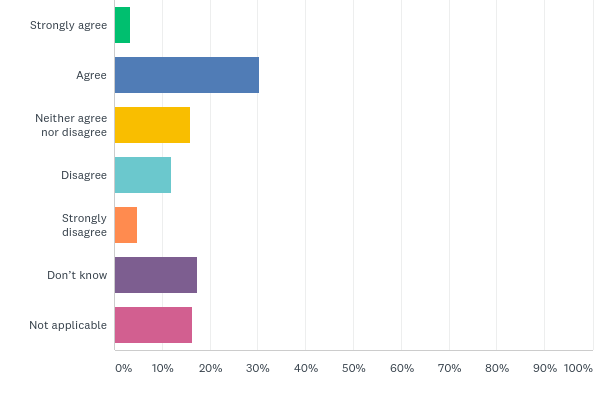 Strongly agree
Agree
Neither agree
nor disagree
Disagree
Strongly
disagree
Don't know
Not applicable
0% 10% 20% 30% 40% 50% 60% 70% 80% 90% 100%